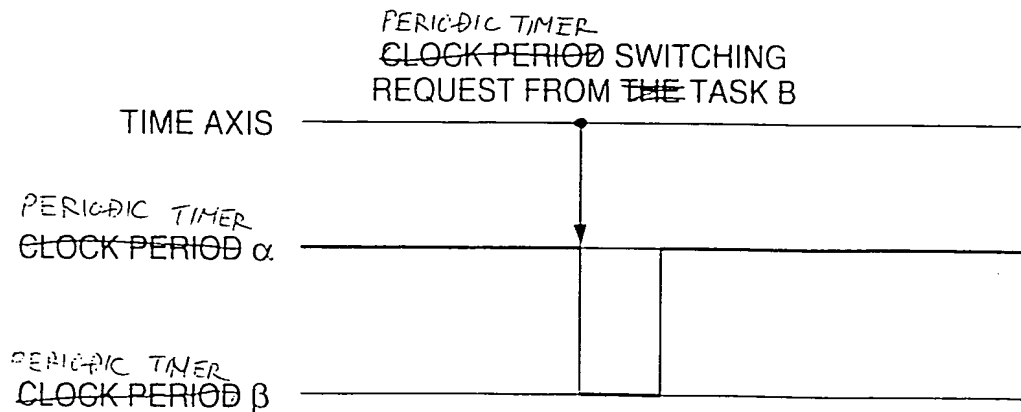 PERIODIC TIMER
CLOCK PERIOD SWITCHING
REQUEST FROM THE TASK B
TIME AXIS
PERIODIC TIMER
CLOCK PERIOD α
PERIODIC TIMER
CLOCK PERIOD β